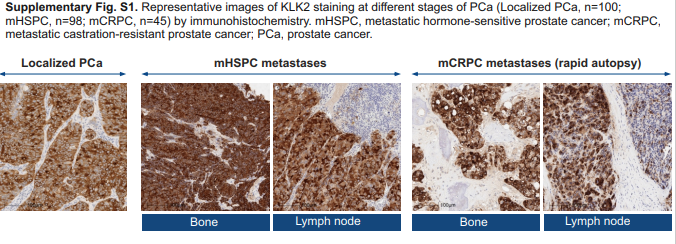 Supplementary Fig. S1. Representative images of KLK2 staining at different stages of PCa (Localized PCa, n=100;
mHSPC, n=98; mCRPC, n=45) by immunohistochemistry. mHSPC, metastatic hormone-sensitive prostate cancer; mCRPC,
metastatic castration-resistant prostate cancer; PCa, prostate cancer.
Localized PCa
mHSPC metastases
mCRPC metastases (rapid autopsy)
100µm
Bone
Lymph node
Bone
Lymph node